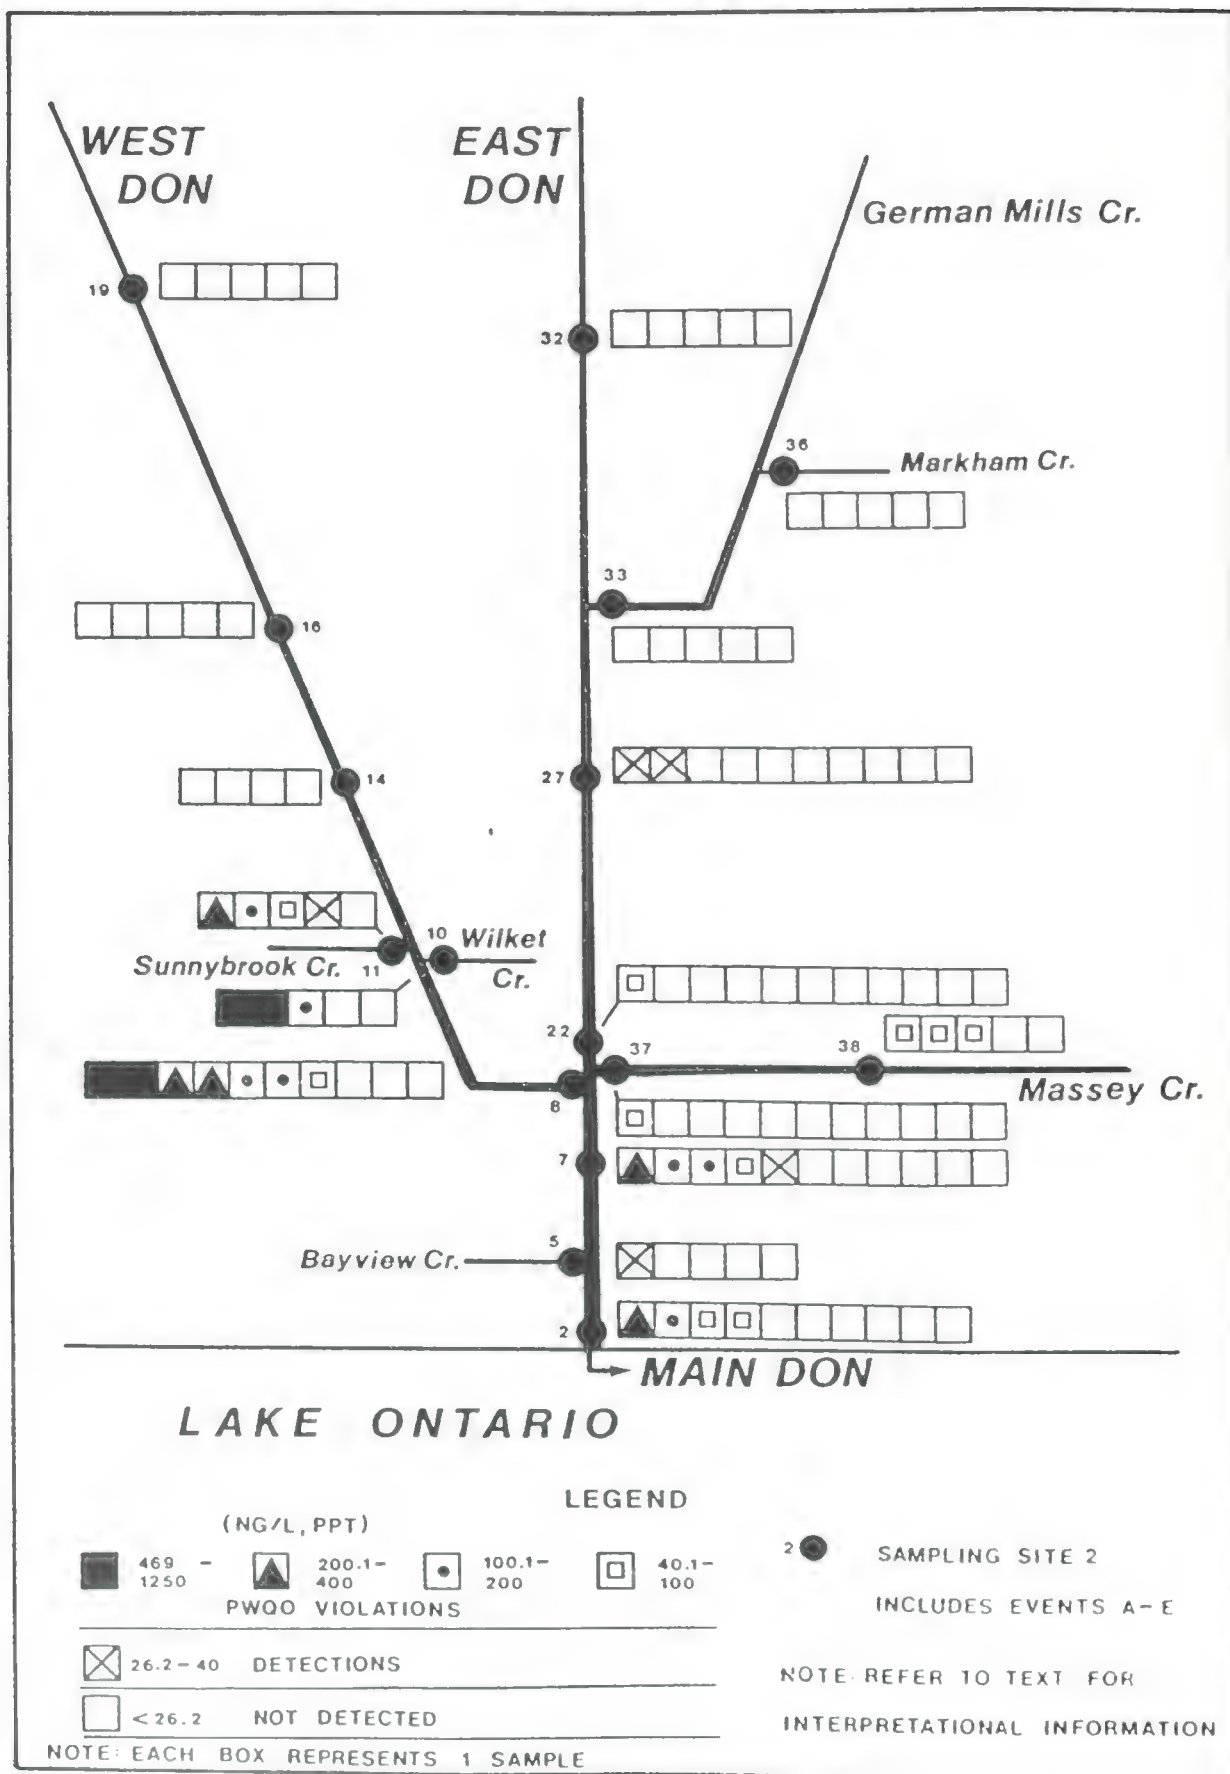 WEST
DON
EAST
DON
German Mills Cr.
19
32
36
Markham Cr.
33
16
27
14
10
Wilket
Cr.
Sunnybrook Cr.
11
22
37
38
Massey Cr.
8
7
5
Bayview Cr.
2
MAIN DON
LAKE ONTARIO
LEGEND
(NG/L, PPT)
469 -
1250
200.1-
400
100.1-
200
40.1-
100
PWQO VIOLATIONS
26.2-40 DETECTIONS
<26.2 NOT DETECTED
NOTE: EACH BOX REPRESENTS 1 SAMPLE
2 SAMPLING SITE 2
INCLUDES EVENTS A-E
NOTE: REFER TO TEXT FOR
INTERPRETATIONAL INFORMATION